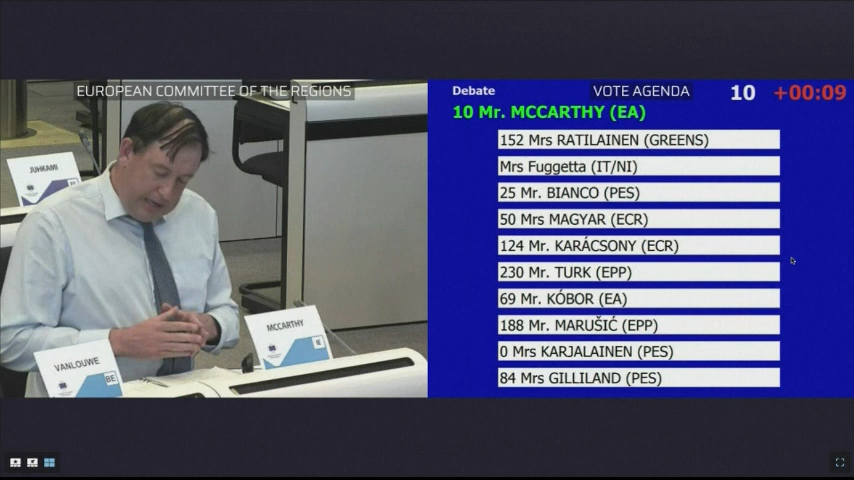 EUROPEAN COMMITTEE OF THE REGIONS
JUHKAMI
VANLOUWE
BE
MCCARTHY
IE
Debate
VOTE AGENDA
10
+00:09
10 Mr. MCCARTHY (EA)
152 Mrs RATILAINEN (GREENS)
Mrs Fuggetta (IT/NI)
25 Mr. BIANCO (PES)
50 Mrs MAGYAR (ECR)
124 Mr. KARÁCSONY (ECR)
230 Mr. TURK (EPP)
69 Mr. KÓBOR (EA)
188 Mr. MARUŠIĆ (EPP)
0 Mrs KARJALAINEN (PES)
84 Mrs GILLILAND (PES)